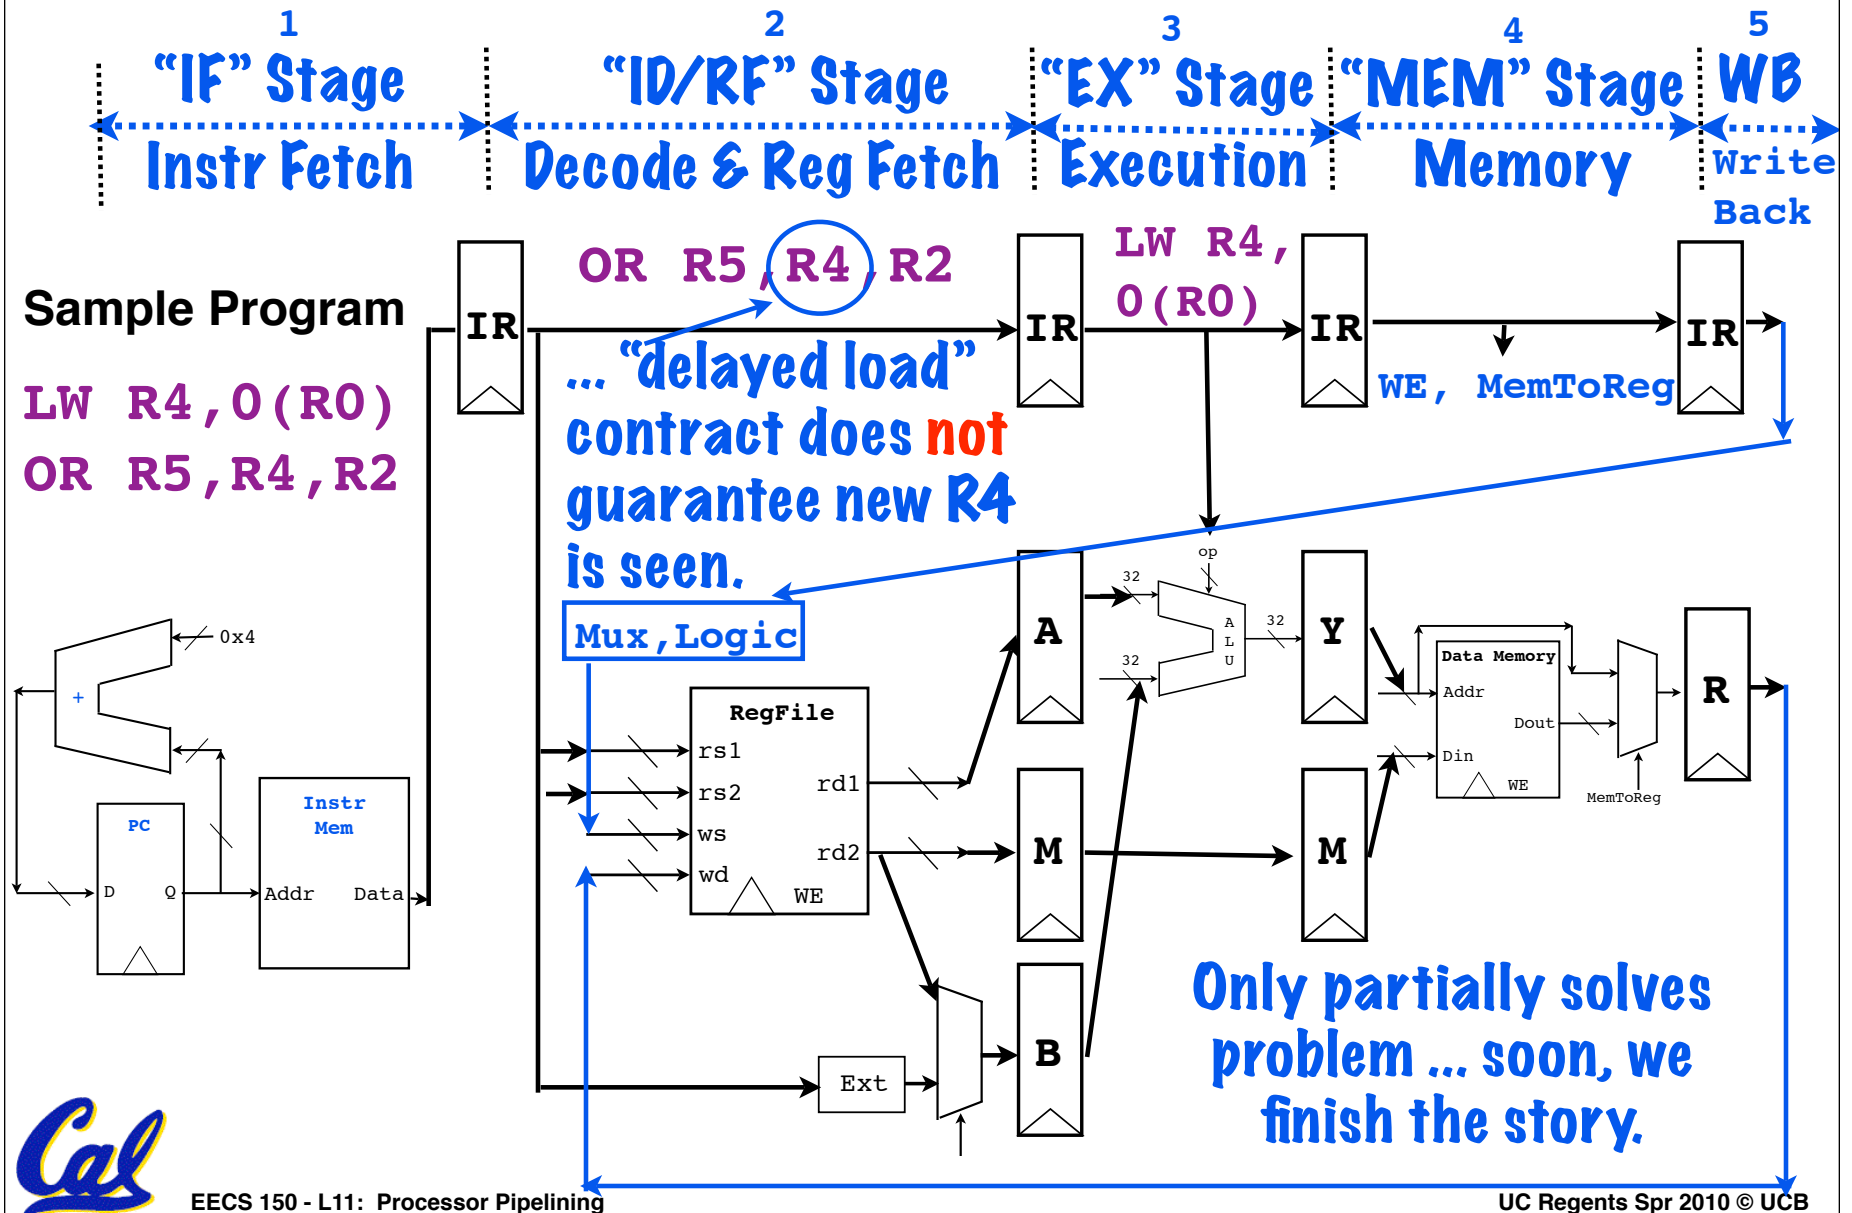 1
2
3
4
5
"IF" Stage
"ID/RF" Stage
"EX" Stage
"MEM" Stage
WB
Instr Fetch
Decode & Reg Fetch
Execution
Memory
Write
Back
Sample Program
LW R4,0(R0)
OR R5,R4,R2
IR
OR R5,R4,R2
IR
LW R4,
0(R0)
IR
WE, MemToReg
IR
... "delayed load"
contract does not
guarantee new R4
is seen.
Mux,Logic
0x4
+
PC
D
Q
Instr
Mem
Addr
Data
RegFile
rs1
rs2
ws
wd
rd1
rd2
WE
Ext
A
M
B
32
32
op
A
L
U
32
Y
M
Data Memory
Addr
Dout
Din
WE
MemToReg
R
Only partially solves
problem ... soon, we
finish the story.
Cal
EECS 150 - L11: Processor Pipelining
UC Regents Spr 2010 © UCB